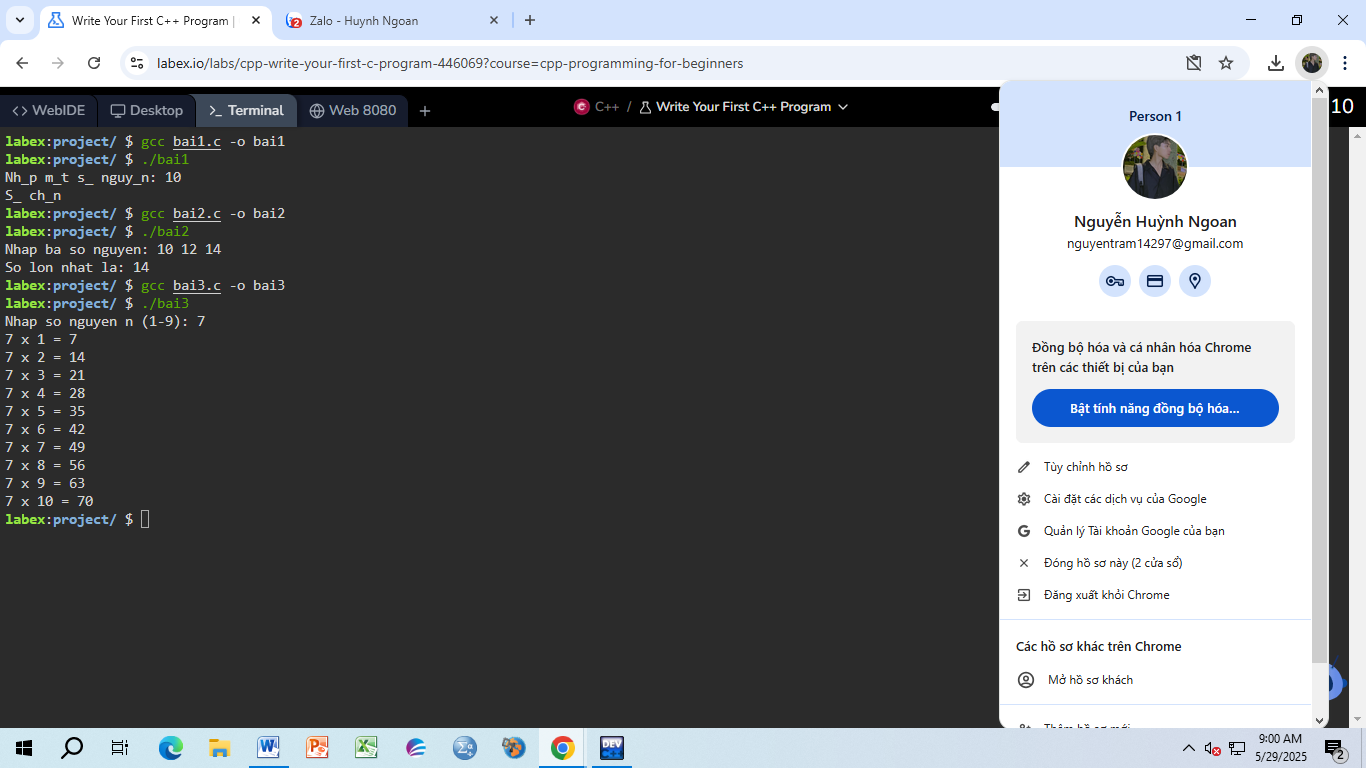 Write Your First C++ Program |
Zalo - Huynh Ngoan
labex.io/labs/cpp-write-your-first-c-program-446069?course=cpp-programming-for-beginners
WebIDE
Desktop
Terminal
Web 8080
C++ / Write Your First C++ Program
10
labex:project/ $ gcc bai1.c -o bai1
labex:project/ $ ./bai1
Nh_p m_t s_ nguy_n: 10
S_ ch_n
labex:project/ $ gcc bai2.c -o bai2
labex:project/ $ ./bai2
Nhap ba so nguyen: 10 12 14
So lon nhat la: 14
labex:project/ $ gcc bai3.c -o bai3
labex:project/ $ ./bai3
Nhap so nguyen n (1-9): 7
7 x 1 = 7
7 x 2 = 14
7 x 3 = 21
7 x 4 = 28
7 x 5 = 35
7 x 6 = 42
7 x 7 = 49
7 x 8 = 56
7 x 9 = 63
7 x 10 = 70
labex:project/ $
Person 1
Nguyễn Huỳnh Ngoan
nguyentram14297@gmail.com
Đồng bộ hóa và cá nhân hóa Chrome
trên các thiết bị của bạn
Bật tính năng đồng bộ hóa...
Tùy chỉnh hồ sơ
Cài đặt các dịch vụ của Google
Quản lý Tài khoản Google của bạn
Đóng hồ sơ này (2 cửa sổ)
Đăng xuất khỏi Chrome
Các hồ sơ khác trên Chrome
Mở hồ sơ khách
Thêm hồ sơ mới
DEV
9:00 AM
5/29/2025
2